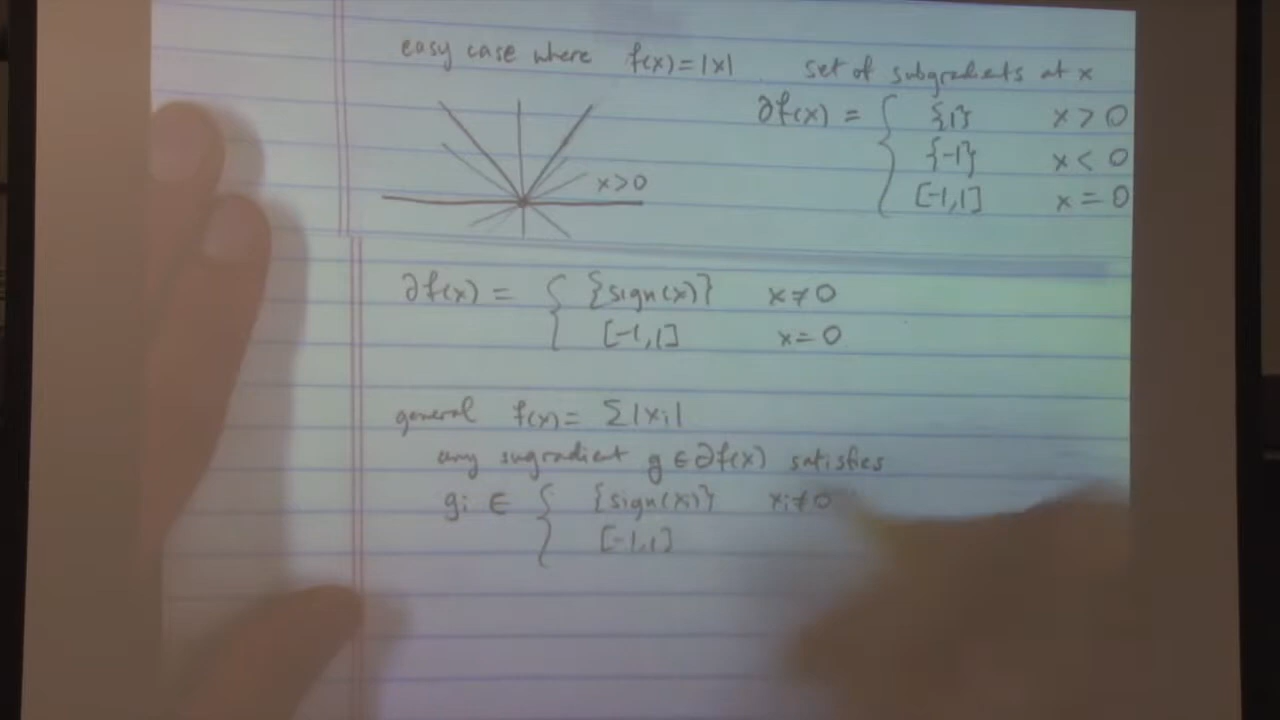 easy case where f(x) = |x| set of subgradients at x
∂f(x) = { {1} x > 0
{-1} x < 0
[-1,1] x = 0
x>0
∂f(x) = { {sign(x)} x ≠ 0
[-1,1] x = 0
general f(x) = Σ|xi|
any sugradient g ∈ ∂f(x) satisfies
gi ∈ { {sign(xi)} xi ≠ 0
[-1,1]